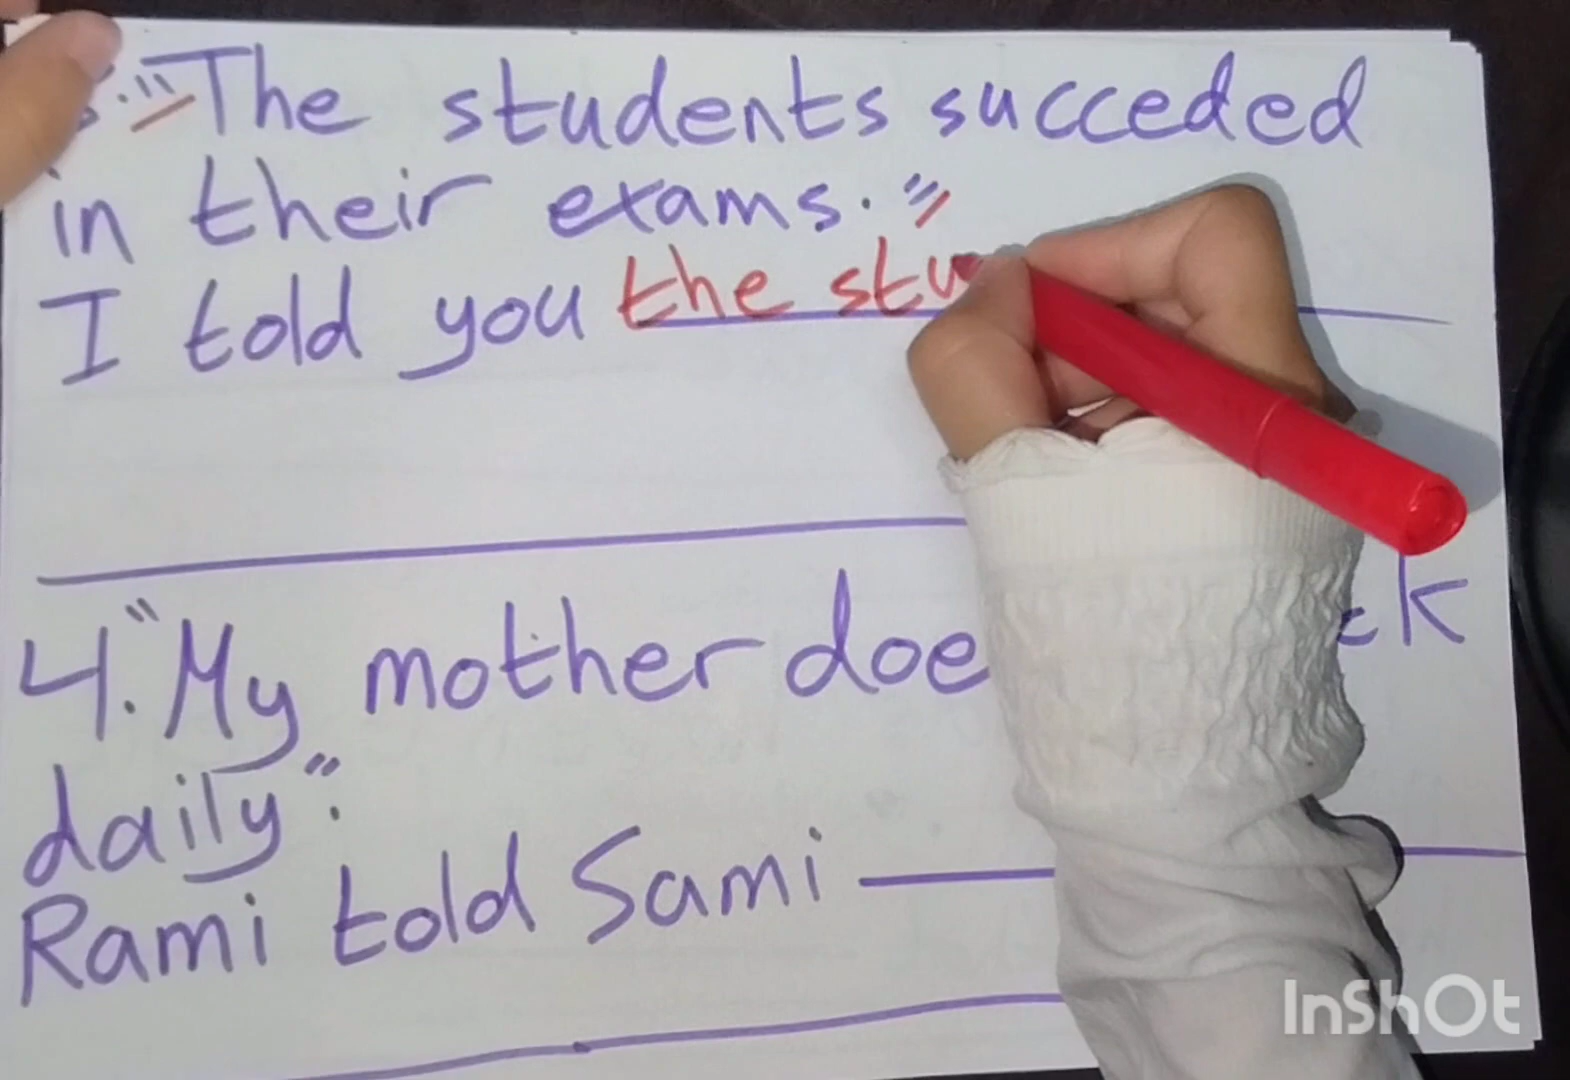 "The students succeded
in their exams."
I told you the stu
4."My mother doe
daily".
Rami told Sami
InShOt